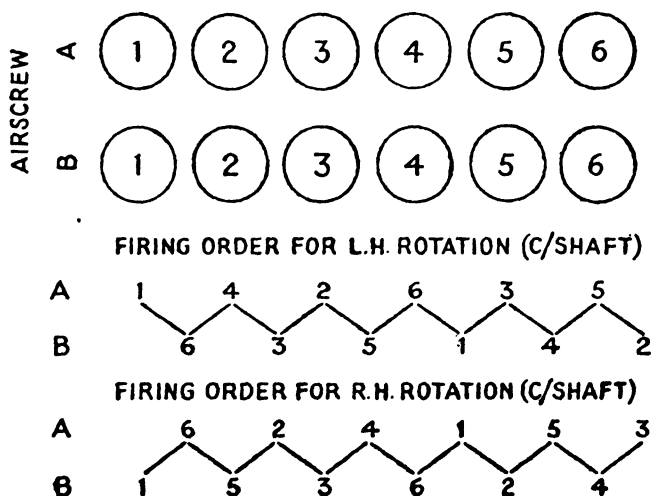 AIRSCREW
A 1 2 3 4 5 6
B 1 2 3 4 5 6
FIRING ORDER FOR L.H. ROTATION (C/SHAFT)
A 1 4 2 6 3 5
B 6 3 5 1 4 2
FIRING ORDER FOR R.H. ROTATION (C/SHAFT)
A 6 2 4 1 5 3
B 1 5 3 6 2 4